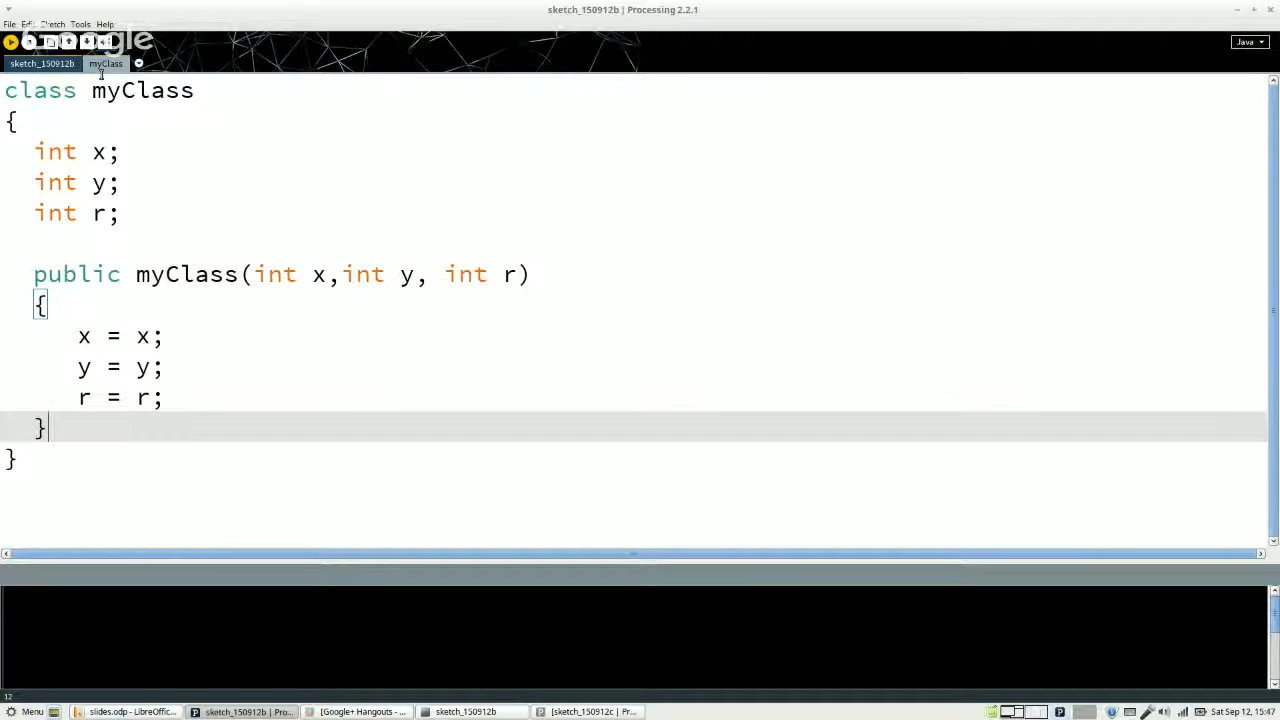 sketch_150912b | Processing 2.2.1
File Edit Sketch Tools Help
Google
Java
sketch_150912b myClass
class myClass
{
int x;
int y;
int r;
public myClass(int x,int y, int r)
{
x = x;
y = y;
r = r;
}
}
12
Menu slides.odp - LibreOffic... sketch_150912b | Pro... [Google+ Hangouts - ... sketch_150912b [sketch_150912c | Pr... Sat Sep 12, 15:47